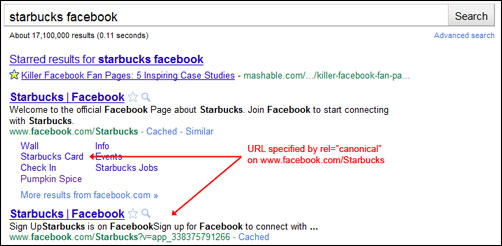 starbucks facebook
Search
About 17,100,000 results (0.11 seconds)
Advanced search
Starred results for starbucks facebook
Killer Facebook Fan Pages: 5 Inspiring Case Studies - mashable.com/.../killer-facebook-fan-pa...
Starbucks | Facebook
Welcome to the official Facebook Page about Starbucks. Join Facebook to start connecting
with Starbucks.
www.facebook.com/Starbucks - Cached - Similar
Wall
Info
Starbucks Card
Events
Check In
Starbucks Jobs
Pumpkin Spice
More results from facebook.com »
URL specified by rel="canonical"
on www.facebook.com/Starbucks
Starbucks | Facebook
Sign UpStarbucks is on FacebookSign up for Facebook to connect with ...
www.facebook.com/Starbucks?v=app_338375791266 - Cached